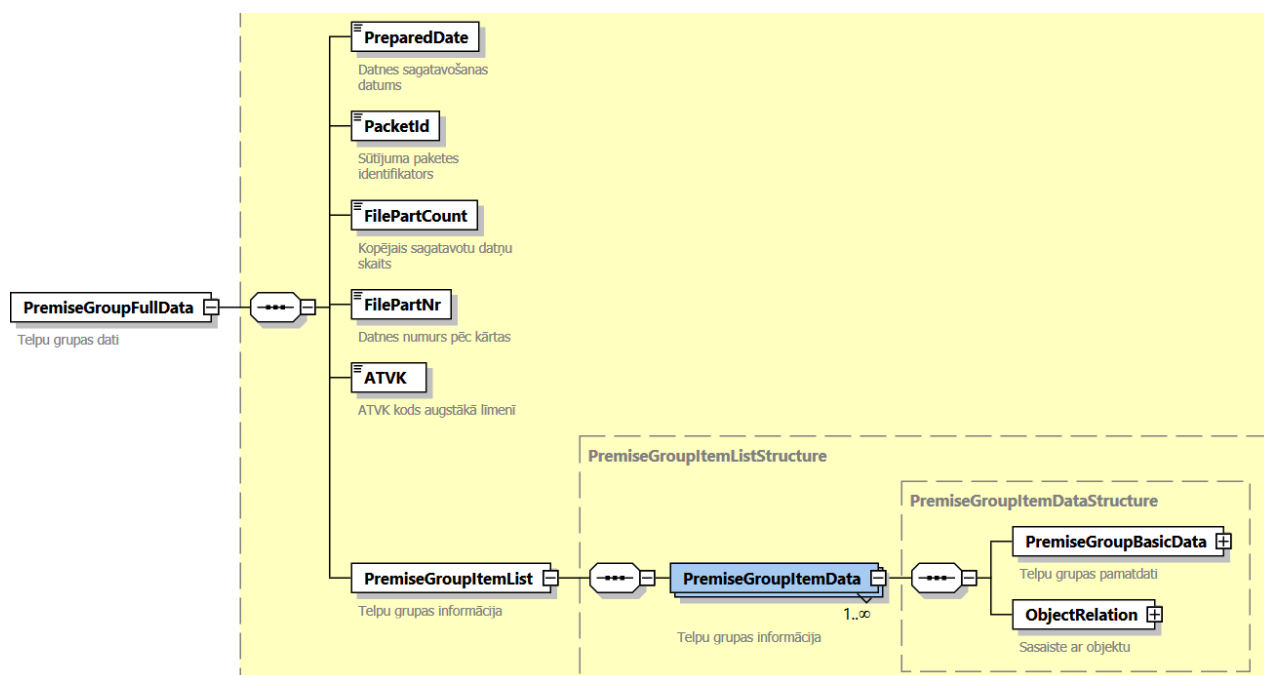 PreparedDate
Datnes sagatavošanas
datums
PacketId
Sūtījuma paketes
identifikators
FilePartCount
Kopējais sagatavotu datņu
skaits
PremiseGroupFullData
Telpu grupas dati
FilePartNr
Datnes numurs pēc kārtas
ATVK
ATVK kods augstākā līmenī
PremiseGroupItemListStructure
PremiseGroupItemDataStructure
PremiseGroupBasicData
Telpu grupas pamatdati
PremiseGroupItemList
Telpu grupas informācija
PremiseGroupItemData
1..∞
Telpu grupas informācija
ObjectRelation
Sasaiste ar objektu